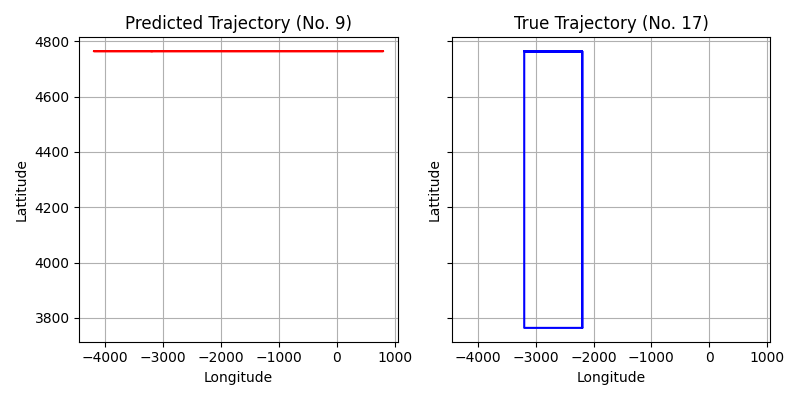 Predicted Trajectory (No. 9)
True Trajectory (No. 17)
4800
4600
4400
4200
4000
3800
Lattitude
Lattitude
−4000 −3000 −2000 −1000 0 1000
−4000 −3000 −2000 −1000 0 1000
Longitude
Longitude